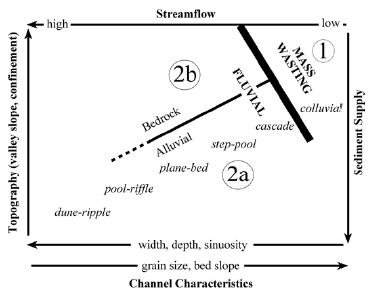 Streamflow
high
low
Topography (valley slope, confinement)
Sediment Supply
1
MASS
WASTING
2b
FLUVIAL
colluvial
cascade
Bedrock
Alluvial
step-pool
plane-bed
2a
pool-riffle
dune-ripple
width, depth, sinuosity
grain size, bed slope
Channel Characteristics